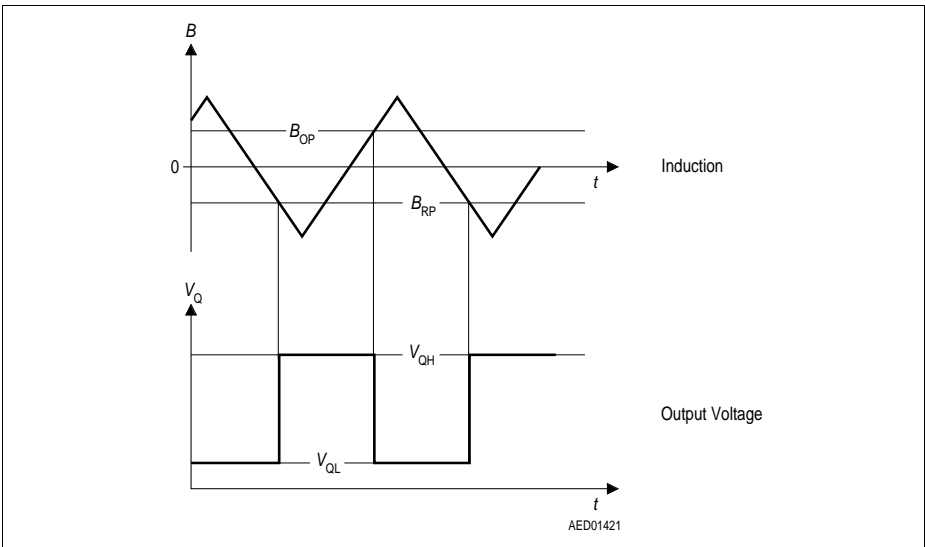 B
B_OP
0
t
Induction
B_RP
V_Q
V_QH
Output Voltage
V_QL
t
AED01421